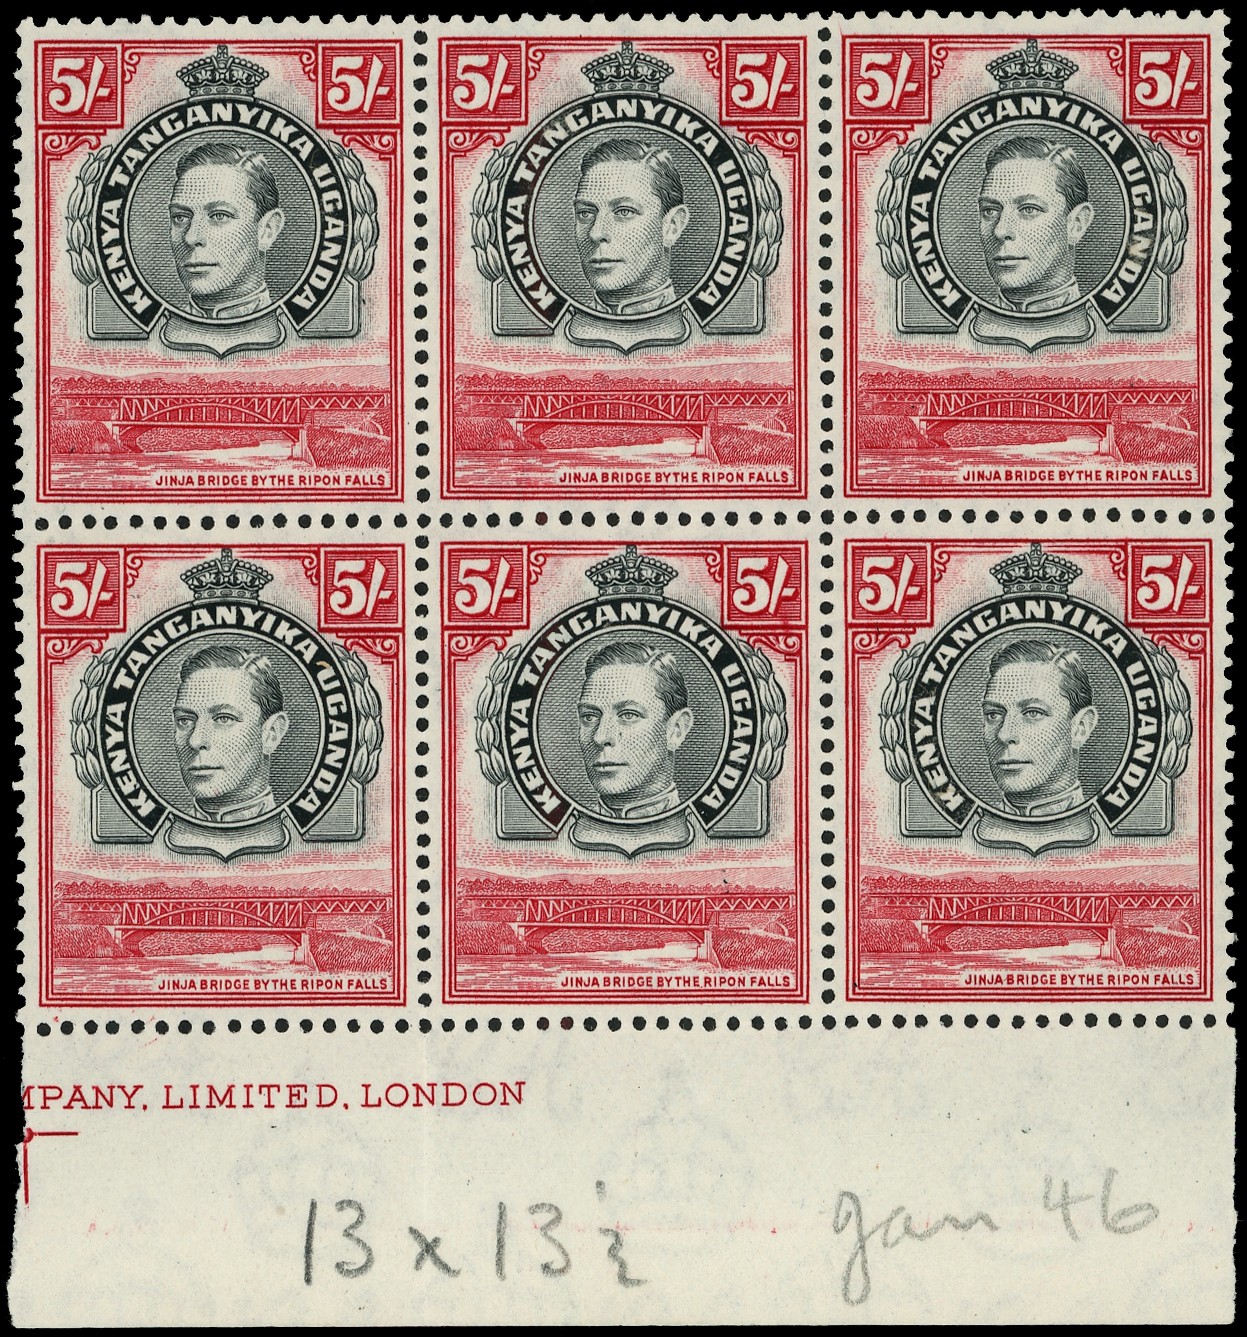 5/- 5/- 5/- 5/- 5/- 5/-
KENYA TANGANYIKA UGANDA KENYA TANGANYIKA UGANDA KENYA TANGANYIKA UGANDA
JINJA BRIDGE BY THE RIPON FALLS JINJA BRIDGE BY THE RIPON FALLS JINJA BRIDGE BY THE RIPON FALLS
5/- 5/- 5/- 5/- 5/- 5/-
KENYA TANGANYIKA UGANDA KENYA TANGANYIKA UGANDA KENYA TANGANYIKA UGANDA
JINJA BRIDGE BY THE RIPON FALLS JINJA BRIDGE BY THE RIPON FALLS JINJA BRIDGE BY THE RIPON FALLS
MPANY, LIMITED, LONDON
13 x 13½ Jan 46